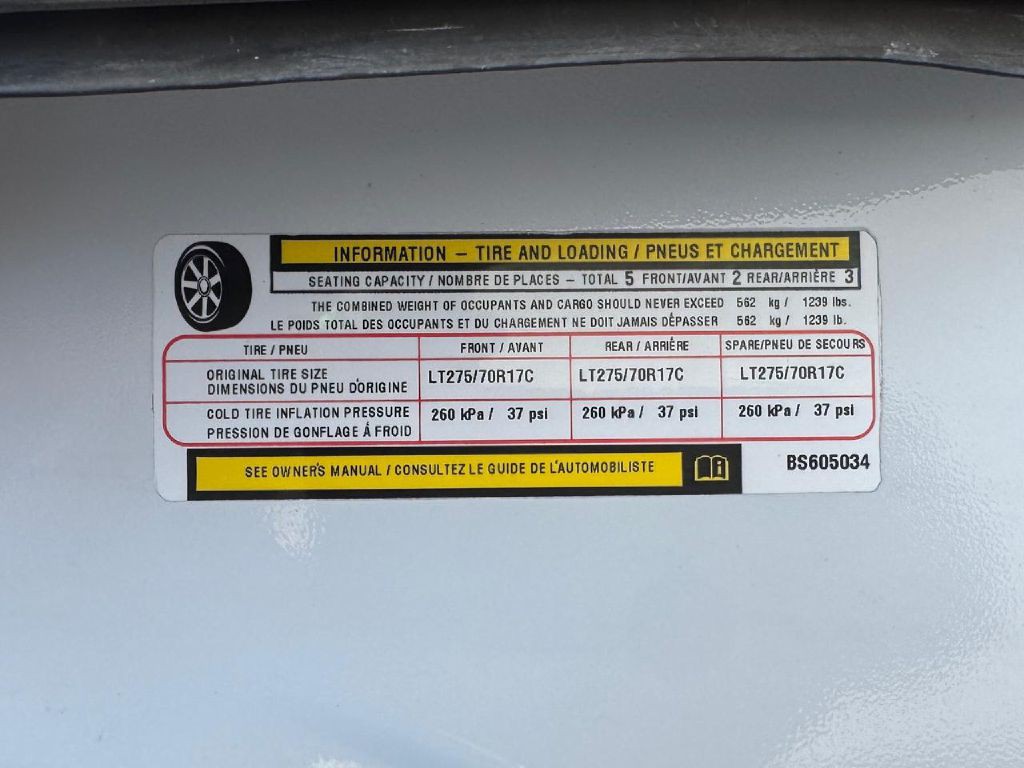 INFORMATION – TIRE AND LOADING / PNEUS ET CHARGEMENT
SEATING CAPACITY / NOMBRE DE PLACES – TOTAL 5 FRONT/AVANT 2 REAR/ARRIÈRE 3
THE COMBINED WEIGHT OF OCCUPANTS AND CARGO SHOULD NEVER EXCEED 562 kg / 1239 lbs.
LE POIDS TOTAL DES OCCUPANTS ET DU CHARGEMENT NE DOIT JAMAIS DÉPASSER 562 kg / 1239 lb.
TIRE / PNEU FRONT / AVANT REAR / ARRIÈRE SPARE/PNEU DE SECOURS
ORIGINAL TIRE SIZE
DIMENSIONS DU PNEU D'ORIGINE LT275/70R17C LT275/70R17C LT275/70R17C
COLD TIRE INFLATION PRESSURE 260 kPa / 37 psi 260 kPa / 37 psi 260 kPa / 37 psi
PRESSION DE GONFLAGE À FROID
SEE OWNER'S MANUAL / CONSULTEZ LE GUIDE DE L'AUTOMOBILISTE
BS605034